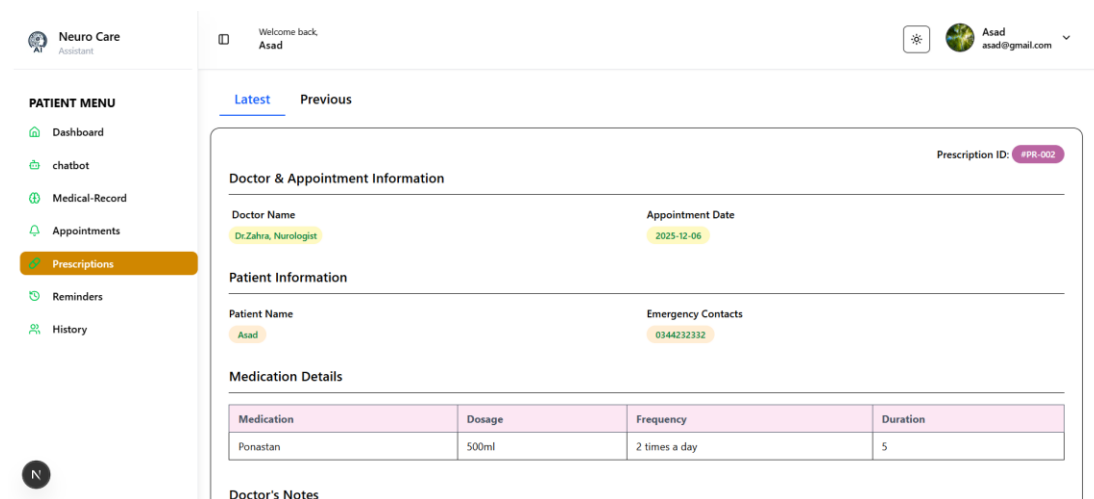 Neuro Care
Assistant
AI
Welcome back,
Asad
Asad
asad@gmail.com
PATIENT MENU
Dashboard
chatbot
Medical-Record
Appointments
Prescriptions
Reminders
History
N
Latest Previous
Prescription ID: #PR-002
Doctor & Appointment Information
Doctor Name Appointment Date
Dr.Zahra, Nurologist 2025-12-06
Patient Information
Patient Name Emergency Contacts
Asad 0344232332
Medication Details
Medication Dosage Frequency Duration
Ponastan 500ml 2 times a day 5
Doctor's Notes